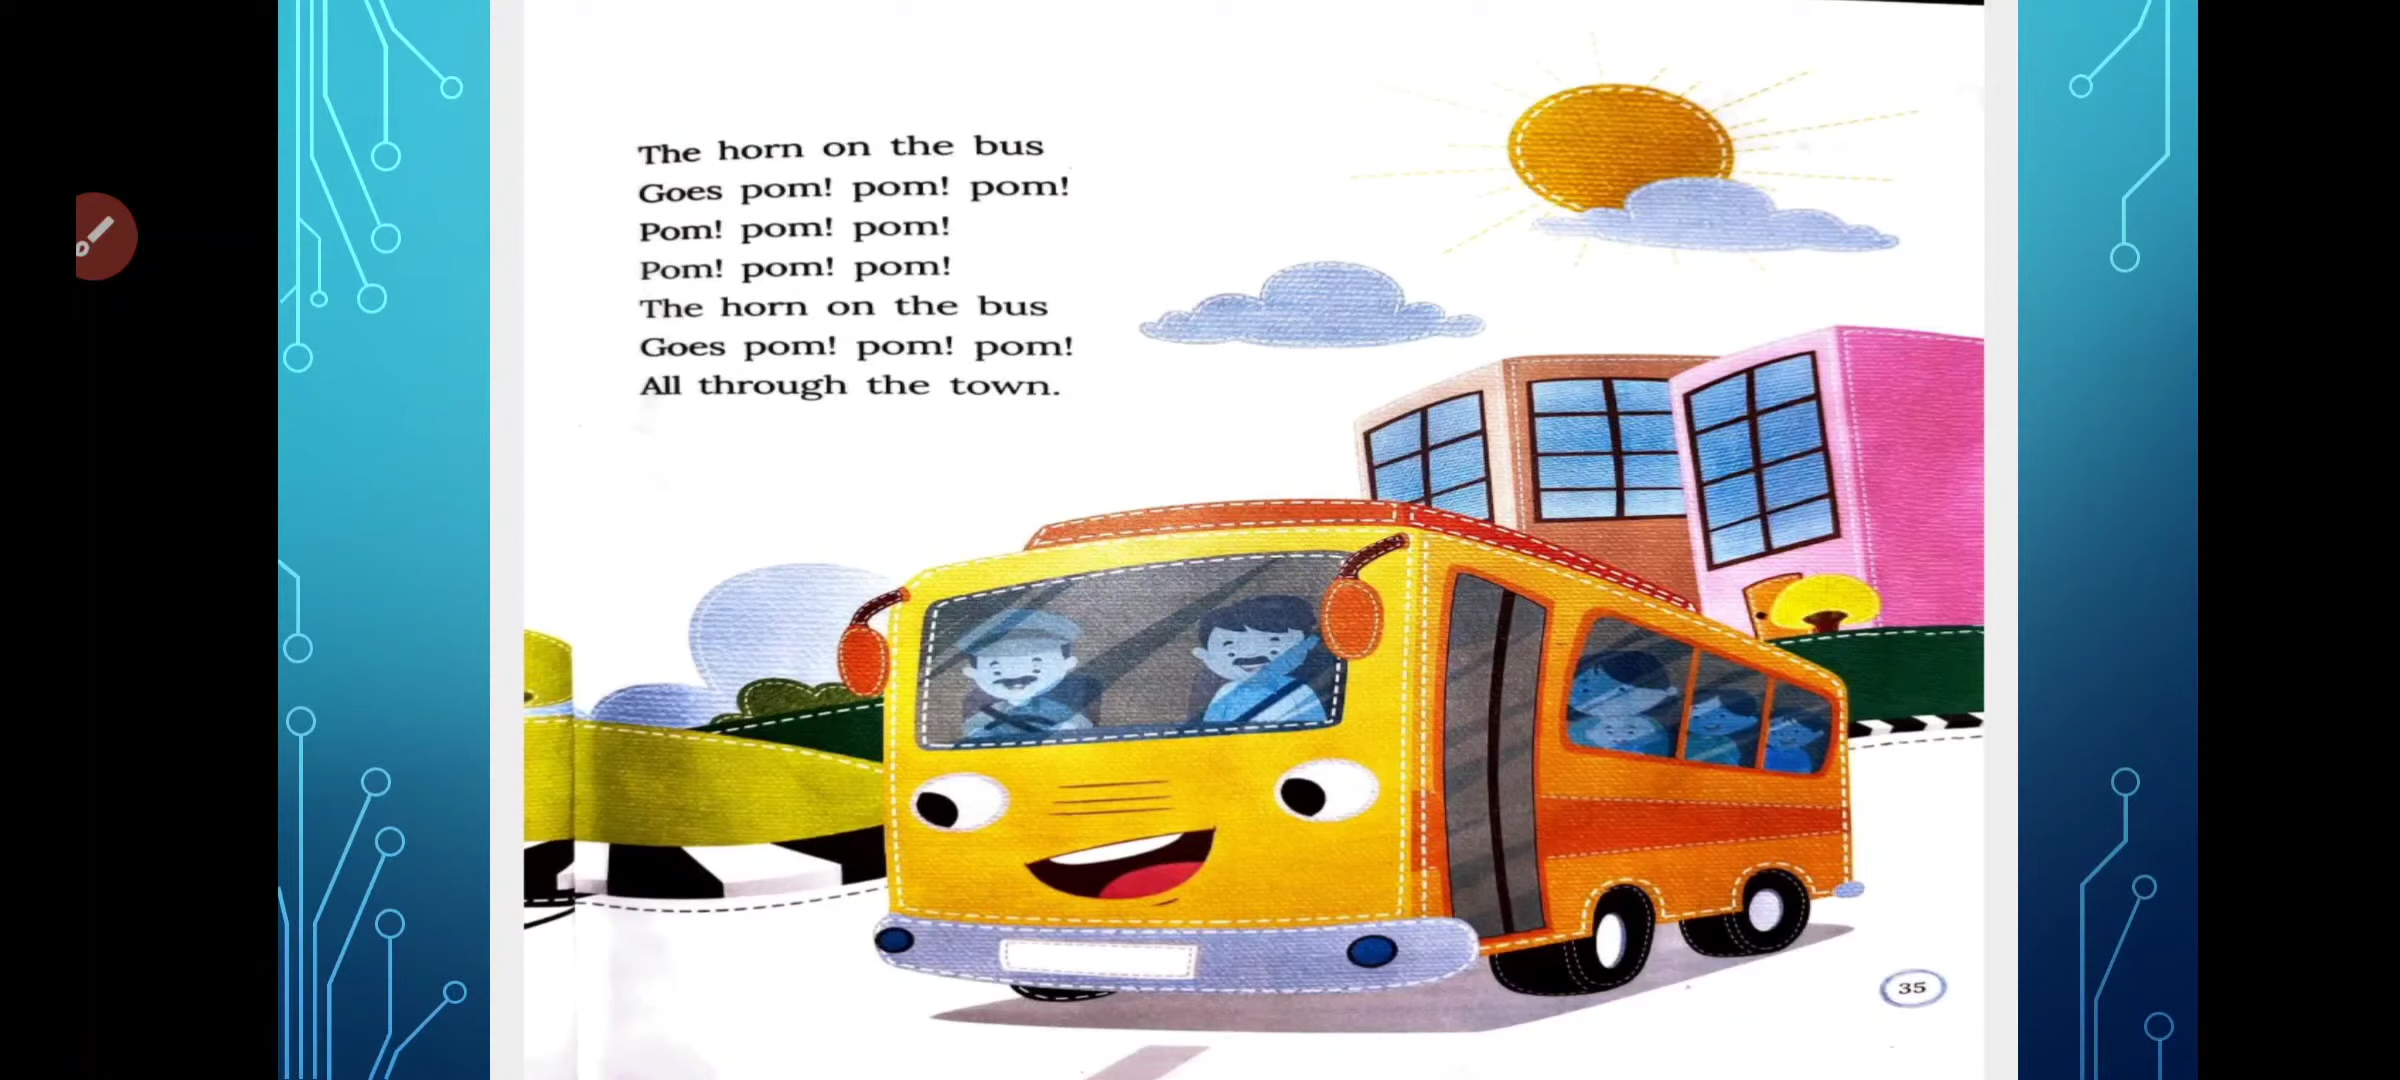 The horn on the bus
Goes pom! pom! pom!
Pom! pom! pom!
Pom! pom! pom!
The horn on the bus
Goes pom! pom! pom!
All through the town.
35